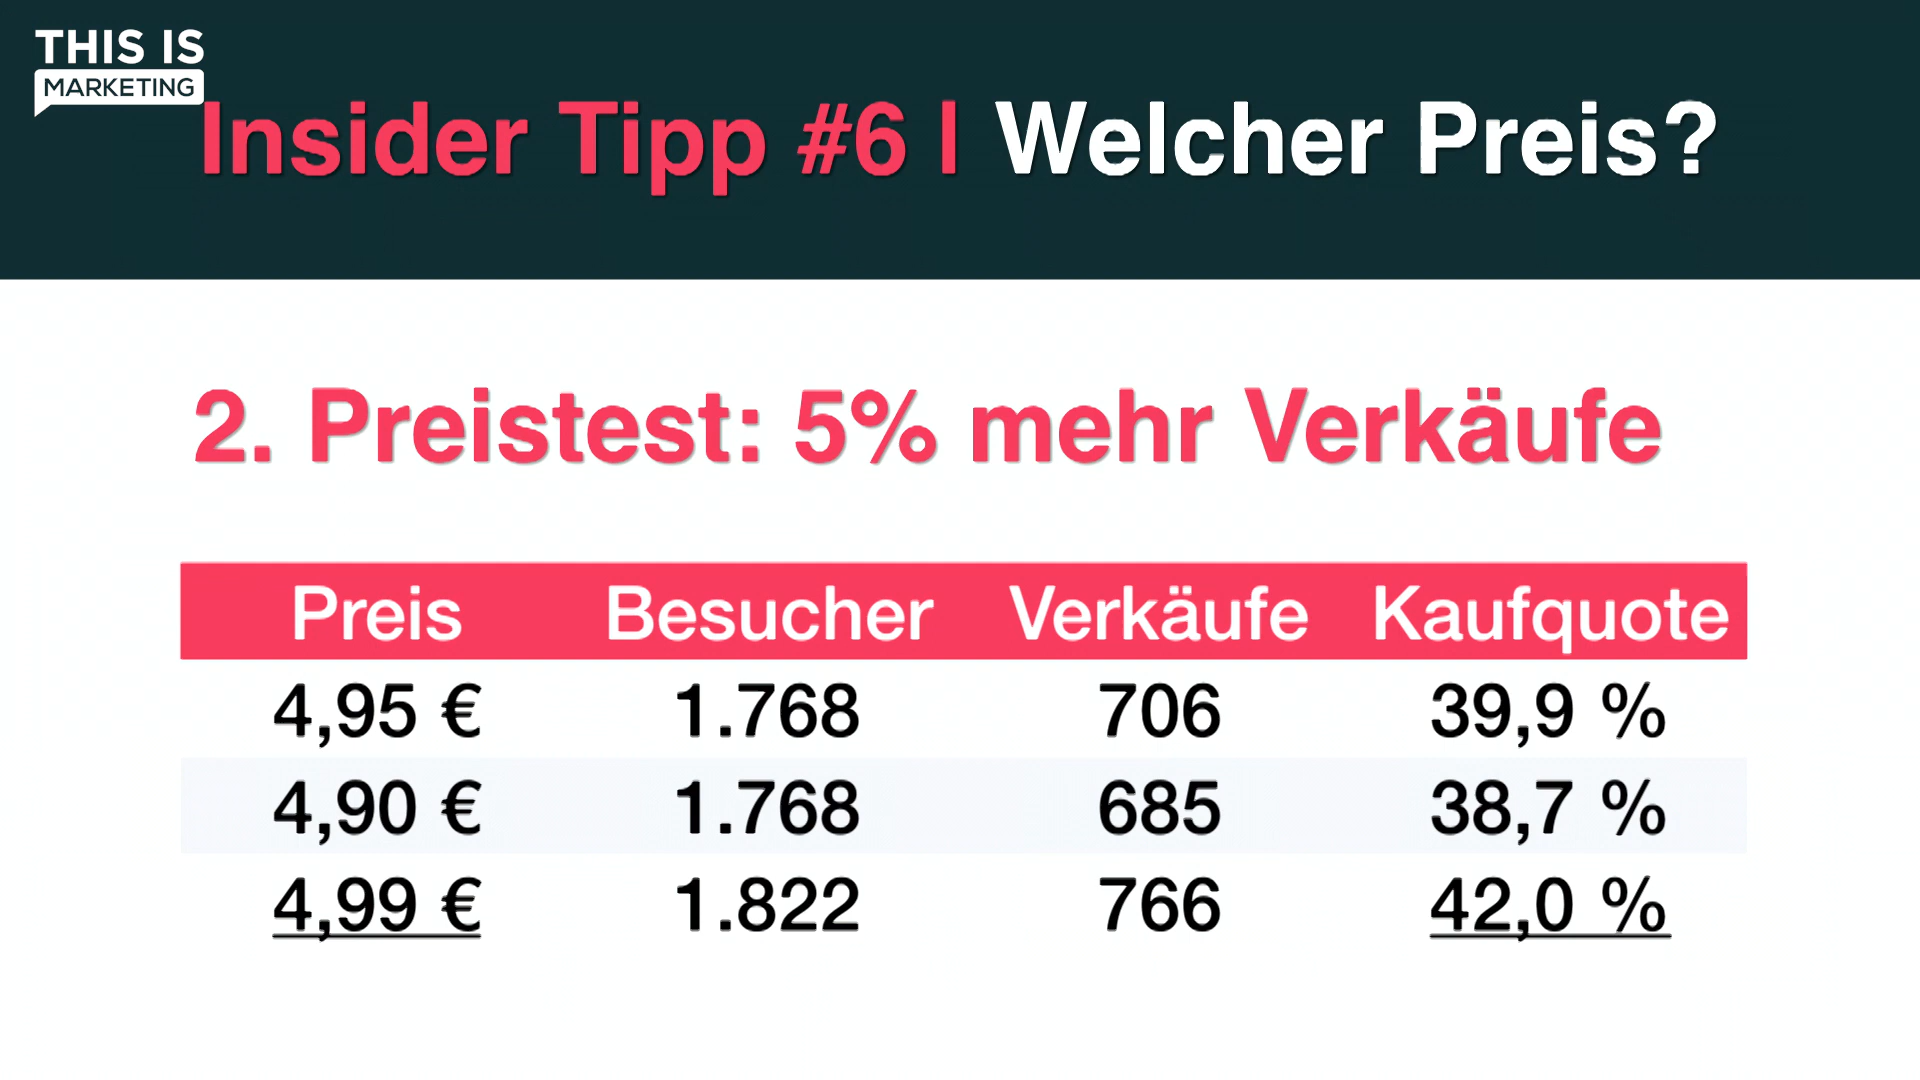 THIS IS
MARKETING
Insider Tipp #6 | Welcher Preis?
2. Preistest: 5% mehr Verkäufe
Preis Besucher Verkäufe Kaufquote
4,95 € 1.768 706 39,9 %
4,90 € 1.768 685 38,7 %
4,99 € 1.822 766 42,0 %